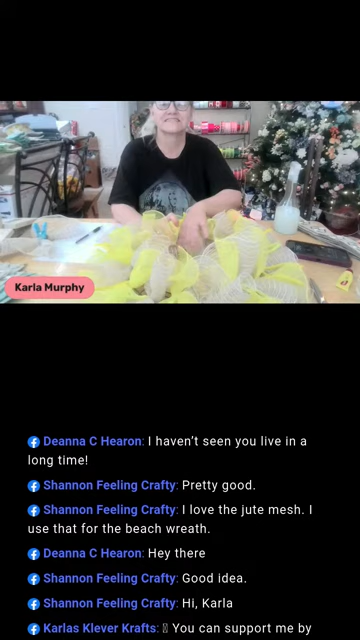 Karla Murphy
Deanna C Hearon: I haven't seen you live in a
long time!
Shannon Feeling Crafty: Pretty good.
Shannon Feeling Crafty: I love the jute mesh. I
use that for the beach wreath.
Deanna C Hearon: Hey there
Shannon Feeling Crafty: Good idea.
Shannon Feeling Crafty: Hi, Karla
Karlas Klever Krafts: You can support me by